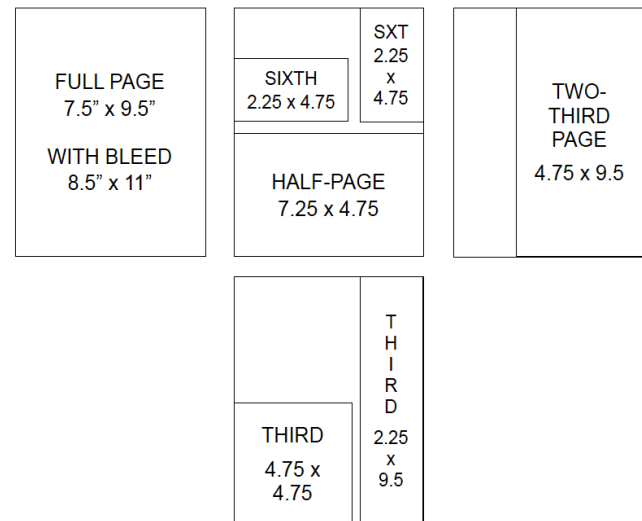 FULL PAGE
7.5” x 9.5”
WITH BLEED
8.5” x 11”
SIXTH
2.25 x 4.75
SXT
2.25
x
4.75
HALF-PAGE
7.25 x 4.75
TWO-
THIRD
PAGE
4.75 x 9.5
THIRD
4.75 x
4.75
T
H
I
R
D
2.25
x
9.5